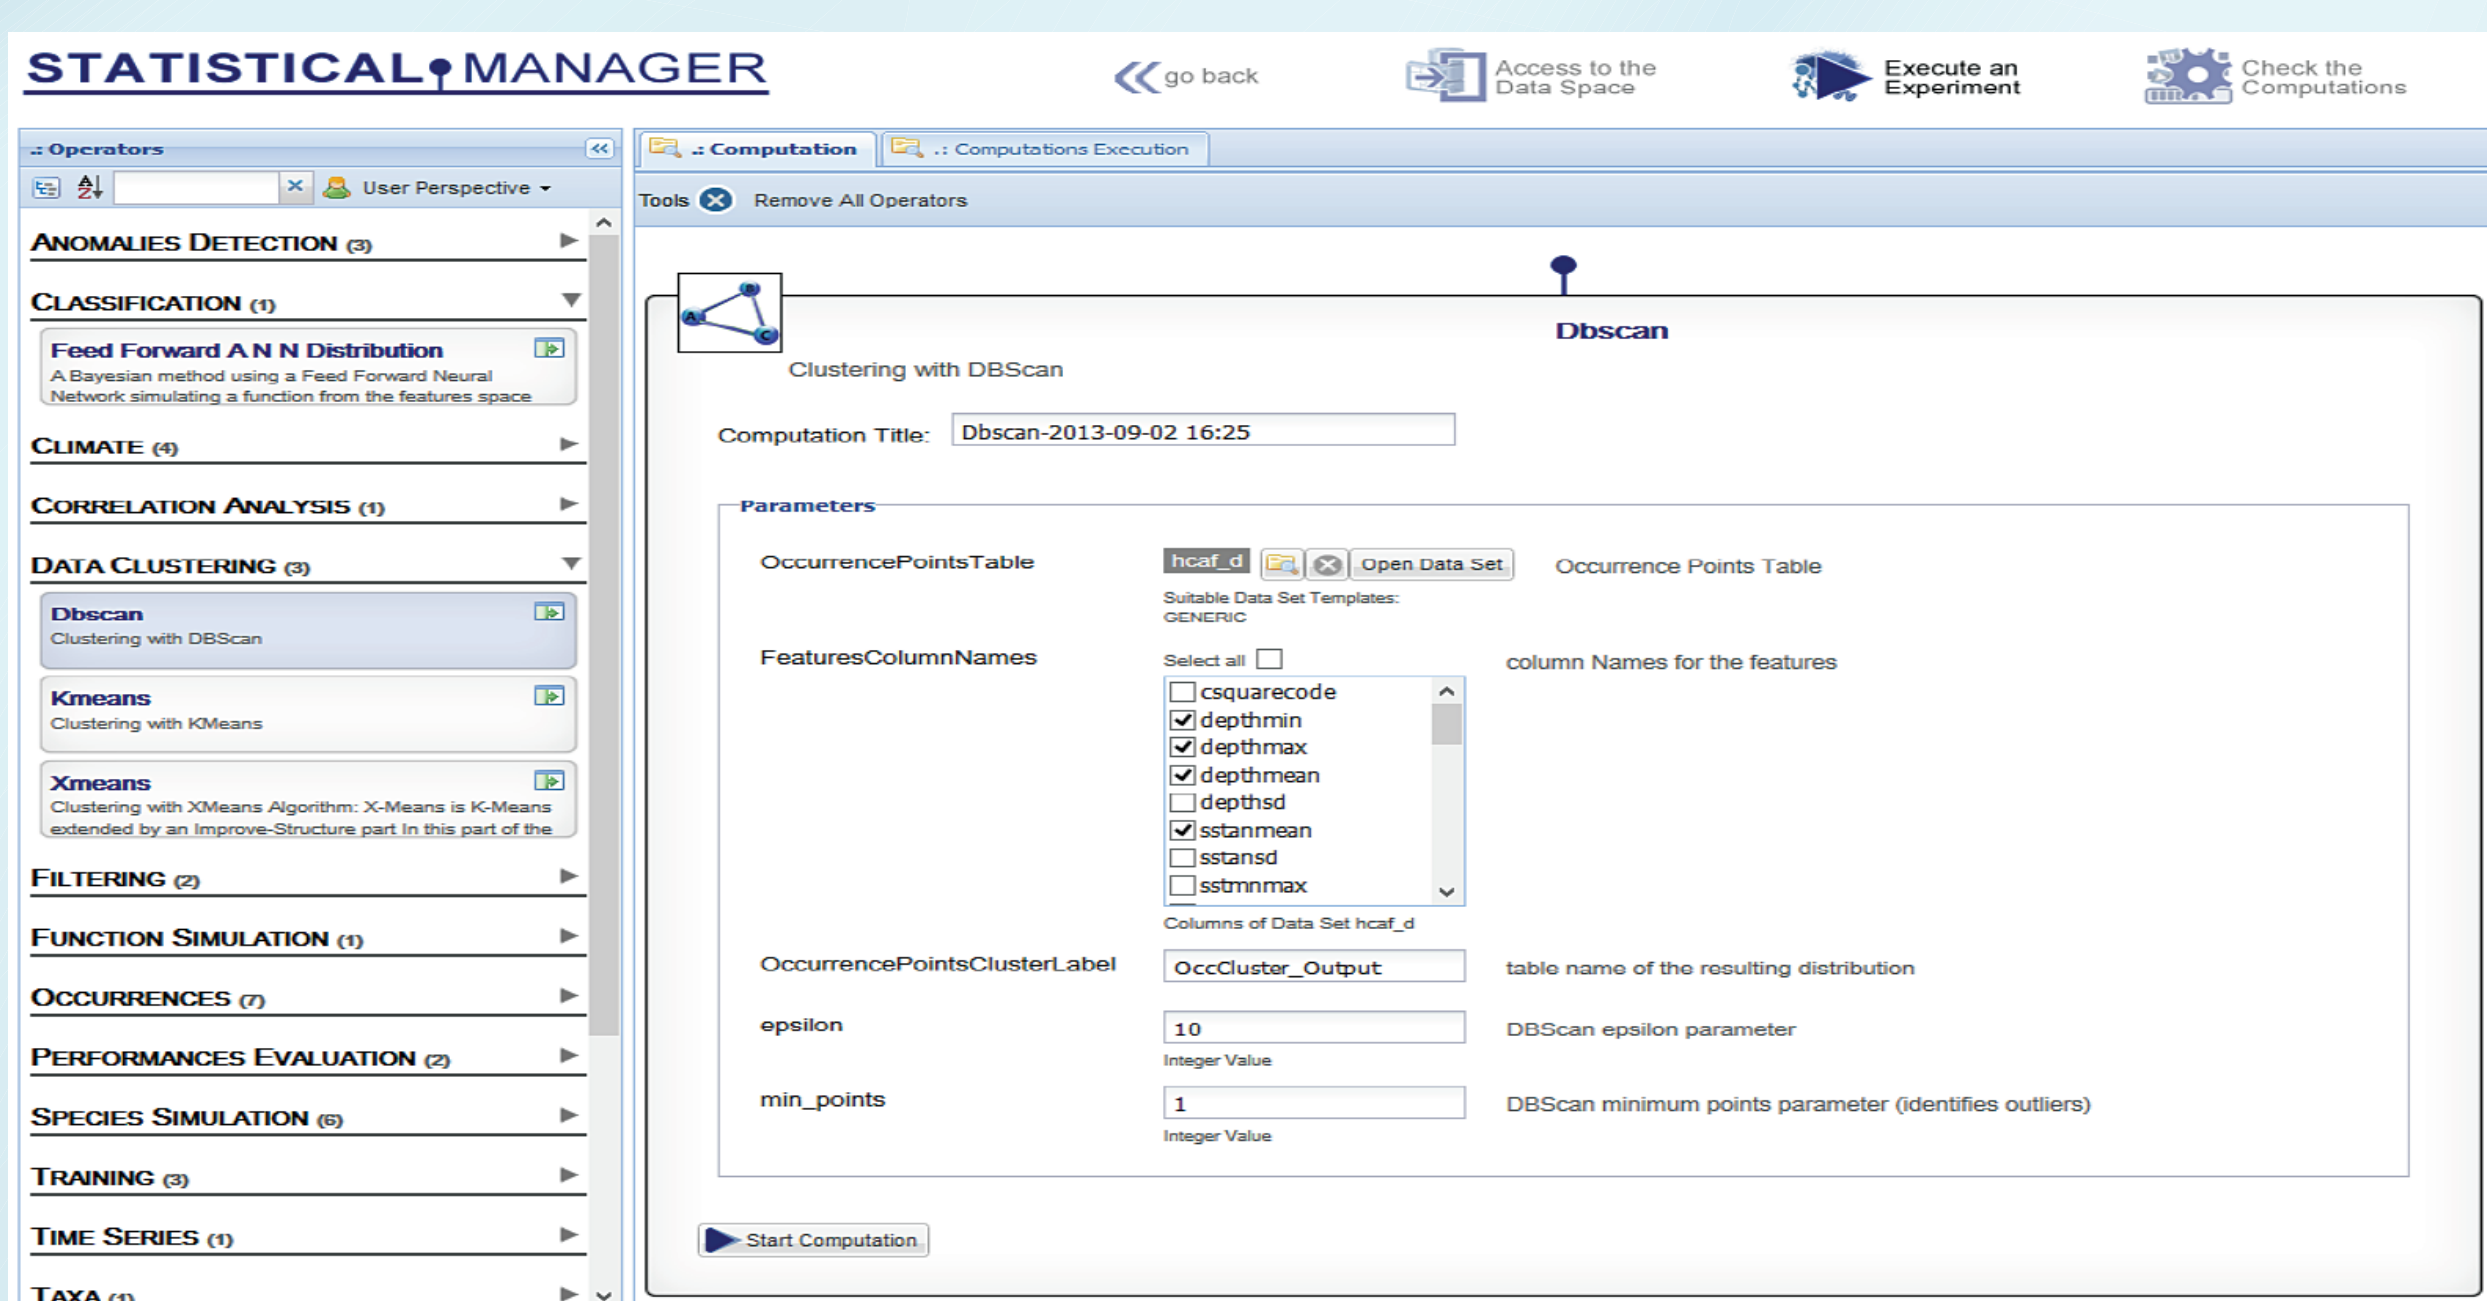 STATISTICAL MANAGER
go back
Access to the
Data Space
Execute an
Experiment
Check the
Computations
.: Operators
User Perspective
ANOMALIES DETECTION (3)
CLASSIFICATION (1)
Feed Forward A N N Distribution
A Bayesian method using a Feed Forward Neural
Network simulating a function from the features space
CLIMATE (4)
CORRELATION ANALYSIS (1)
DATA CLUSTERING (3)
Dbscan
Clustering with DBScan
Kmeans
Clustering with KMeans
Xmeans
Clustering with XMeans Algorithm: X-Means is K-Means
extended by an Improve-Structure part In this part of the
FILTERING (2)
FUNCTION SIMULATION (1)
OCCURRENCES (7)
PERFORMANCES EVALUATION (2)
SPECIES SIMULATION (6)
TRAINING (3)
TIME SERIES (1)
TAXA (1)
.: Computation
.: Computations Execution
Tools
Remove All Operators
A
B
C
Dbscan
Clustering with DBScan
Computation Title: Dbscan-2013-09-02 16:25
Parameters
OccurrencePointsTable hcaf_d Open Data Set Occurrence Points Table
Suitable Data Set Templates:
GENERIC
FeaturesColumnNames Select all column Names for the features
csquarecode
depthmin
depthmax
depthmean
depthsd
sstanmean
sstansd
sstmnmax
Columns of Data Set hcaf_d
OccurrencePointsClusterLabel OccCluster_Output table name of the resulting distribution
epsilon 10 DBScan epsilon parameter
Integer Value
min_points 1 DBScan minimum points parameter (identifies outliers)
Integer Value
Start Computation